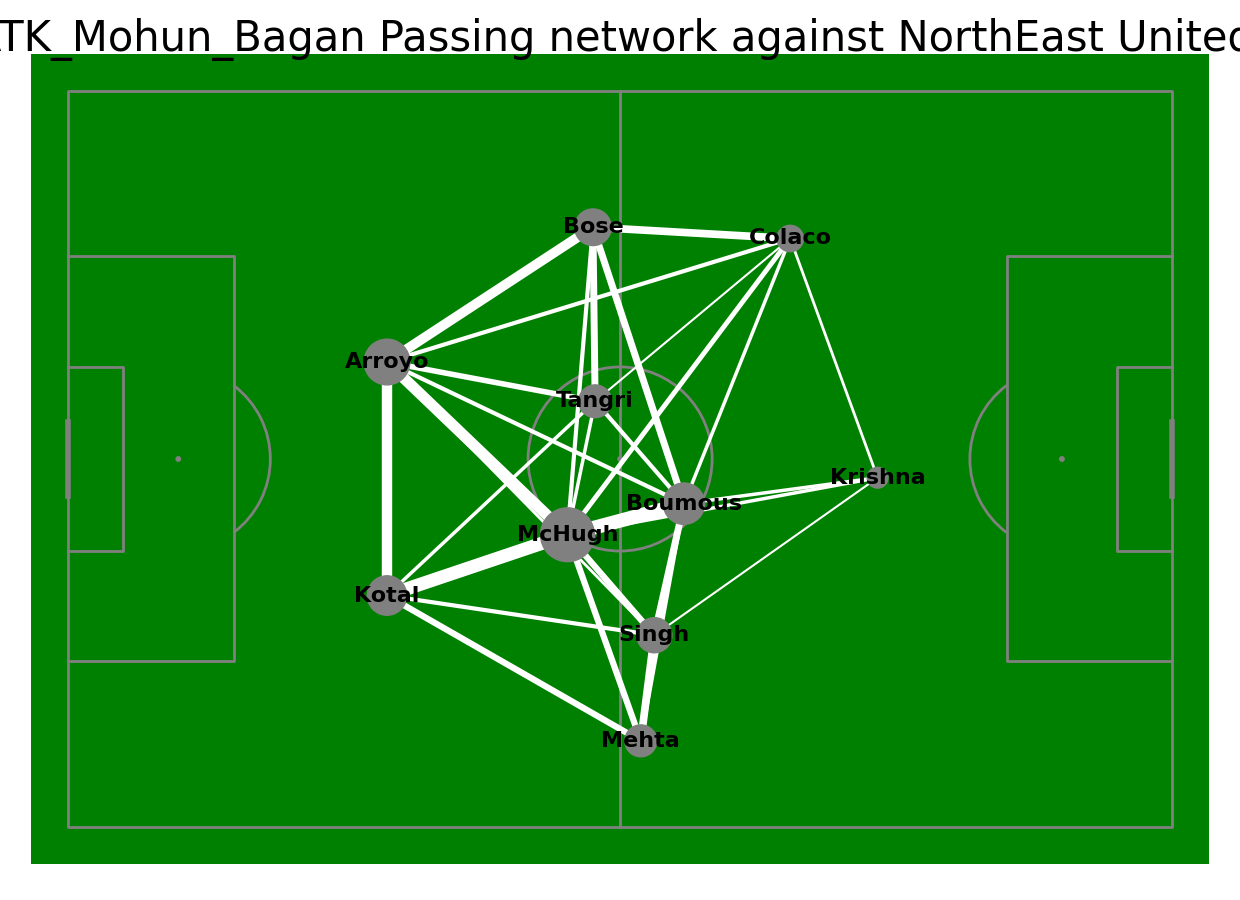 TK_Mohun_Bagan Passing network against NorthEast United
Bose
Colaco
Arroyo
Tangri
Krishna
Boumous
McHugh
Kotal
Singh
Mehta